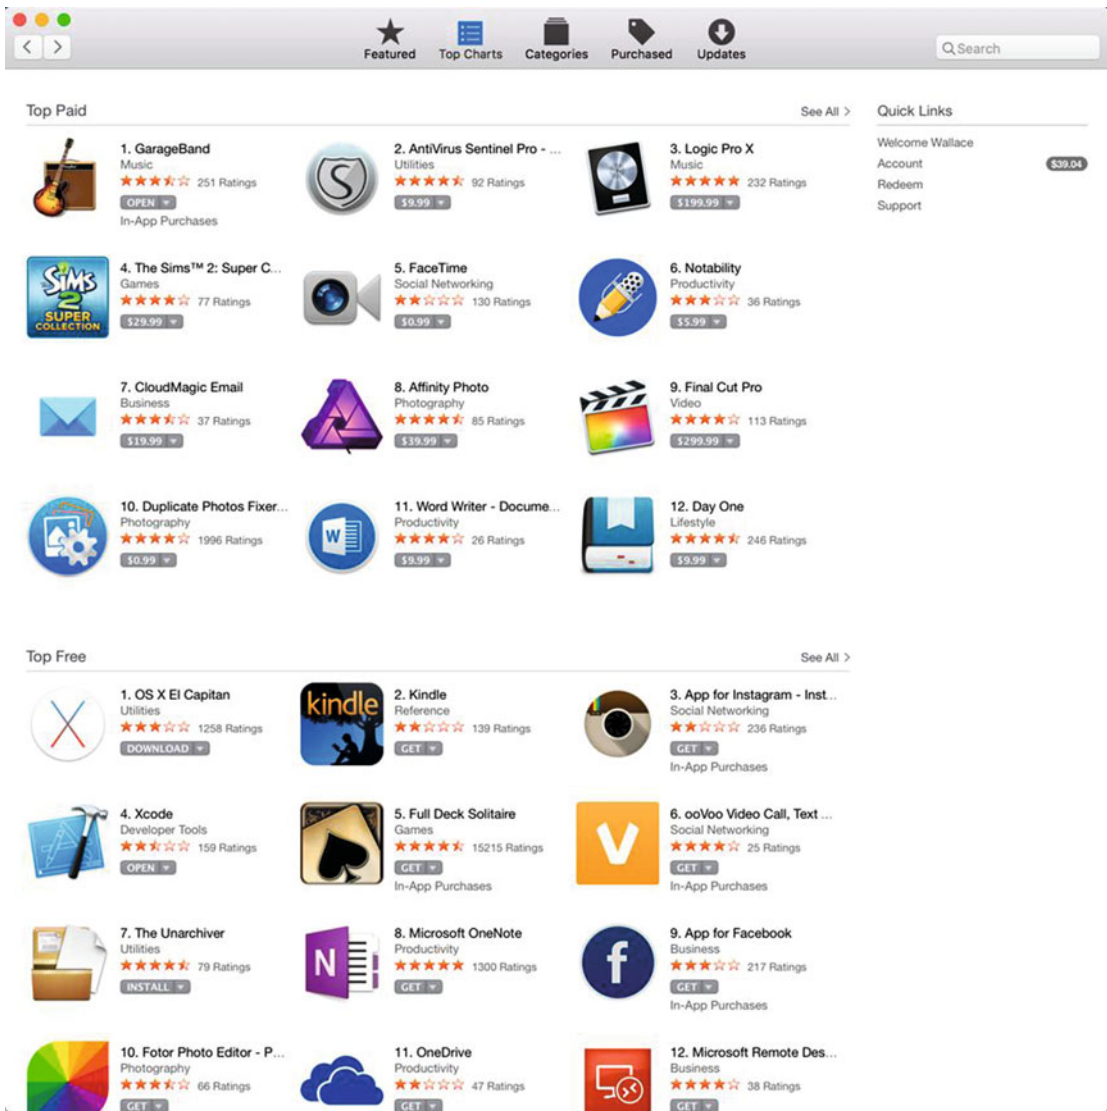 Featured
Top Charts
Categories
Purchased
Updates
Search
Top Paid
See All >
1. GarageBand
Music
251 Ratings
OPEN
In-App Purchases
2. AntiVirus Sentinel Pro - ...
Utilities
92 Ratings
$9.99
3. Logic Pro X
Music
232 Ratings
$199.99
SiMS
2
SUPER
COLLECTION
4. The Sims™ 2: Super C...
Games
77 Ratings
$29.99
5. FaceTime
Social Networking
130 Ratings
$0.99
6. Notability
Productivity
36 Ratings
$5.99
7. CloudMagic Email
Business
37 Ratings
$19.99
8. Affinity Photo
Photography
85 Ratings
$39.99
9. Final Cut Pro
Video
113 Ratings
$299.99
10. Duplicate Photos Fixer...
Photography
1996 Ratings
$0.99
W
11. Word Writer - Docume...
Productivity
26 Ratings
$9.99
12. Day One
Lifestyle
246 Ratings
$9.99
Quick Links
Welcome Wallace
Account $39.04
Redeem
Support
Top Free
See All >
1. OS X El Capitan
Utilities
1258 Ratings
DOWNLOAD
kindle
2. Kindle
Reference
139 Ratings
GET
3. App for Instagram - Inst...
Social Networking
236 Ratings
GET
In-App Purchases
4. Xcode
Developer Tools
159 Ratings
OPEN
5. Full Deck Solitaire
Games
15215 Ratings
GET
In-App Purchases
6. ooVoo Video Call, Text ...
Social Networking
25 Ratings
GET
In-App Purchases
7. The Unarchiver
Utilities
79 Ratings
INSTALL
N
8. Microsoft OneNote
Productivity
1300 Ratings
GET
f
9. App for Facebook
Business
217 Ratings
GET
In-App Purchases
10. Fotor Photo Editor - P...
Photography
66 Ratings
GET
11. OneDrive
Productivity
47 Ratings
GET
12. Microsoft Remote Des...
Business
38 Ratings
GET